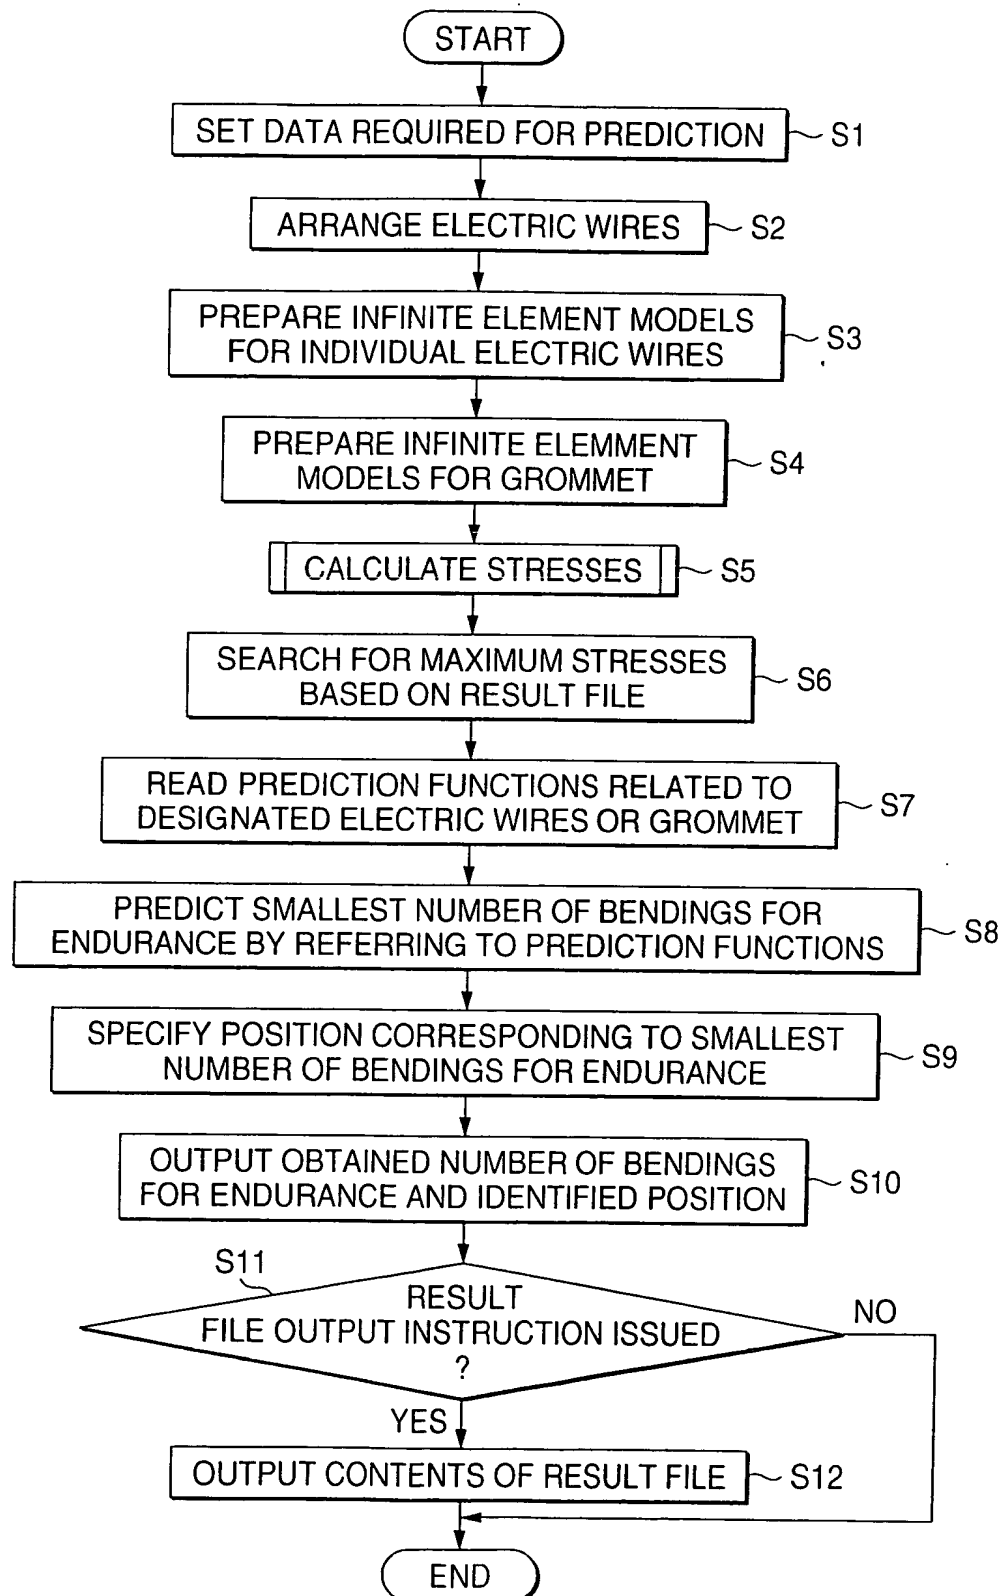 START
SET DATA REQUIRED FOR PREDICTION
S1
ARRANGE ELECTRIC WIRES
S2
PREPARE INFINITE ELEMENT MODELS
FOR INDIVIDUAL ELECTRIC WIRES
S3
PREPARE INFINITE ELEMMENT
MODELS FOR GROMMET
S4
CALCULATE STRESSES
S5
SEARCH FOR MAXIMUM STRESSES
BASED ON RESULT FILE
S6
READ PREDICTION FUNCTIONS RELATED TO
DESIGNATED ELECTRIC WIRES OR GROMMET
S7
PREDICT SMALLEST NUMBER OF BENDINGS FOR
ENDURANCE BY REFERRING TO PREDICTION FUNCTIONS
S8
SPECIFY POSITION CORRESPONDING TO SMALLEST
NUMBER OF BENDINGS FOR ENDURANCE
S9
OUTPUT OBTAINED NUMBER OF BENDINGS
FOR ENDURANCE AND IDENTIFIED POSITION
S10
S11
RESULT
FILE OUTPUT INSTRUCTION ISSUED
?
NO
YES
OUTPUT CONTENTS OF RESULT FILE
S12
END